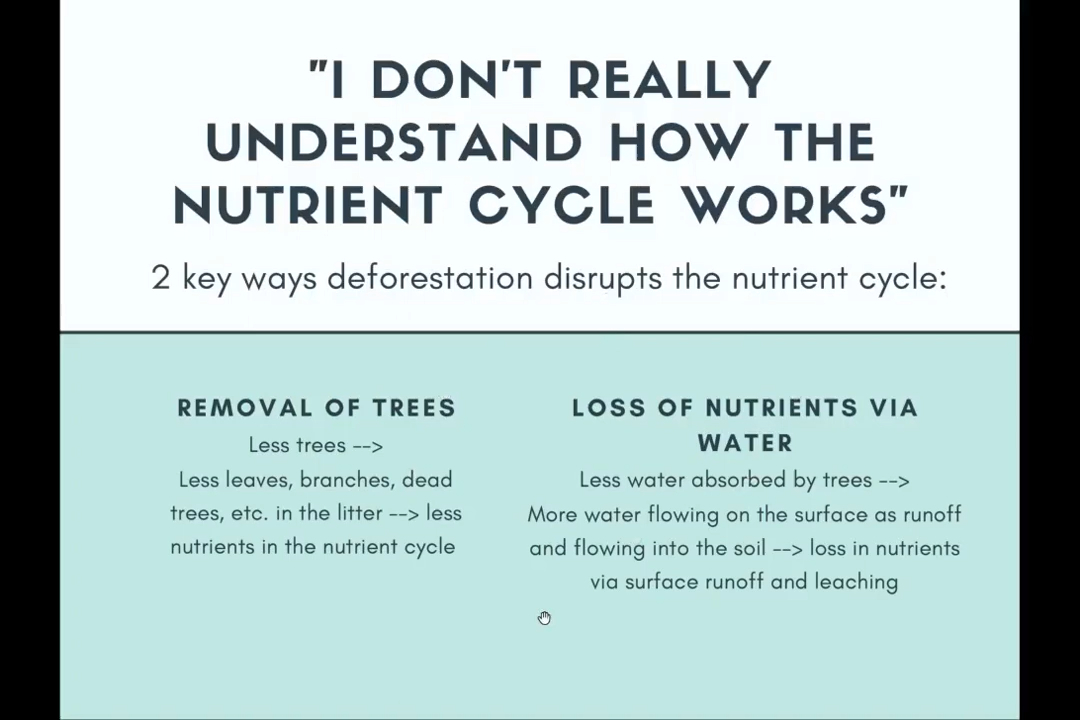 "I DON'T REALLY
UNDERSTAND HOW THE
NUTRIENT CYCLE WORKS"
2 key ways deforestation disrupts the nutrient cycle:
REMOVAL OF TREES
Less trees -->
Less leaves, branches, dead
trees, etc. in the litter --> less
nutrients in the nutrient cycle
LOSS OF NUTRIENTS VIA
WATER
Less water absorbed by trees -->
More water flowing on the surface as runoff
and flowing into the soil --> loss in nutrients
via surface runoff and leaching